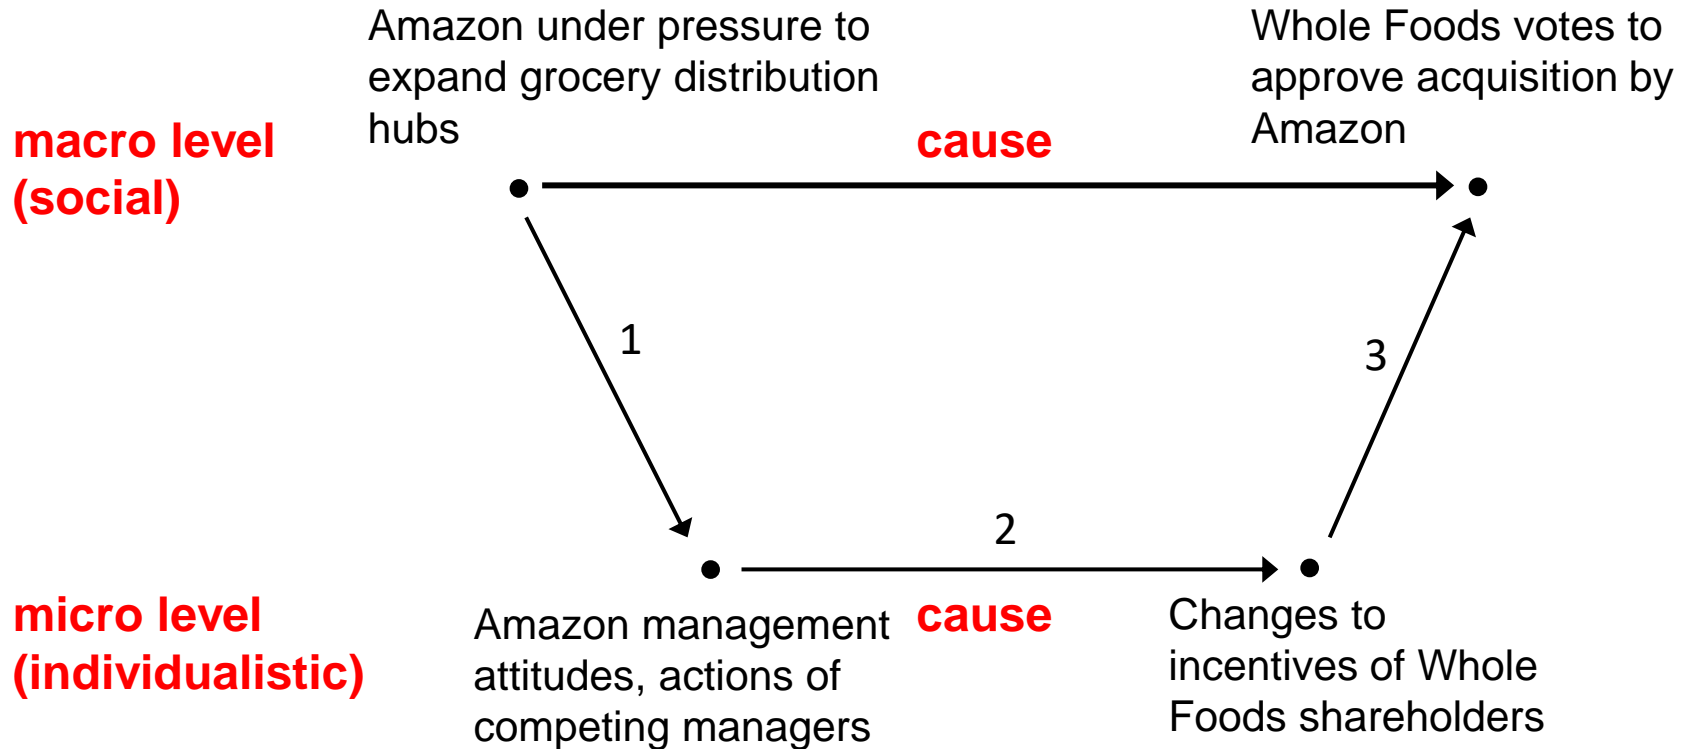 Amazon under pressure to
expand grocery distribution
hubs
Whole Foods votes to
approve acquisition by
Amazon
macro level
(social)
cause
1
3
2
micro level
(individualistic)
Amazon management
attitudes, actions of
competing managers
cause
Changes to
incentives of Whole
Foods shareholders